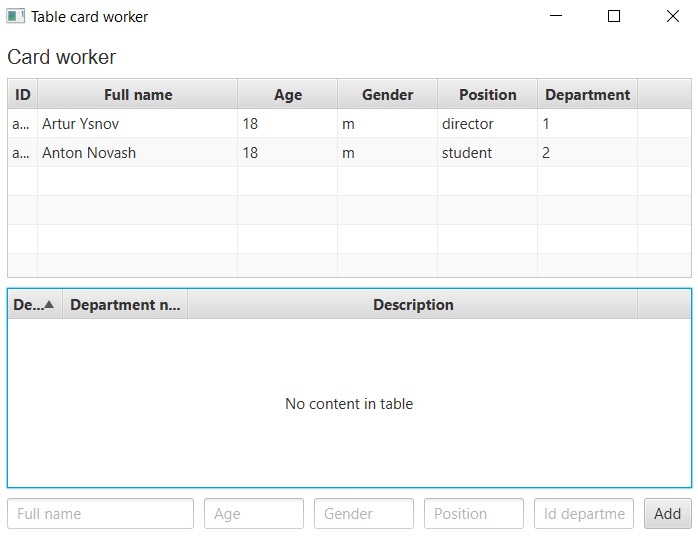 Table card worker
Card worker
ID Full name Age Gender Position Department
a... Artur Ysnov 18 m director 1
a... Anton Novash 18 m student 2
De... Department n... Description
No content in table
Full name Age Gender Position Id departme Add